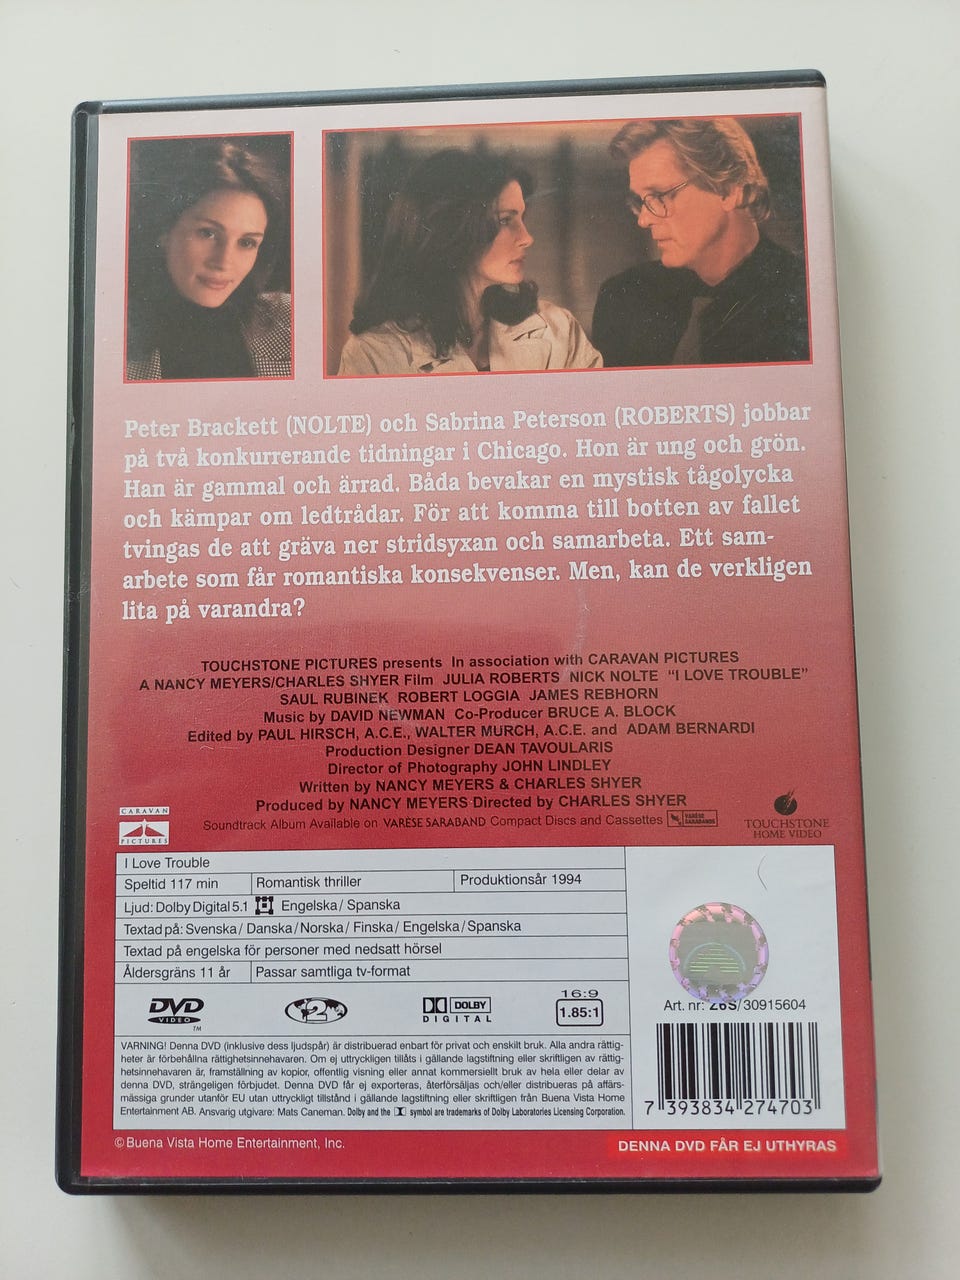 Peter Brackett (NOLTE) och Sabrina Peterson (ROBERTS) jobbar
på två konkurrerande tidningar i Chicago. Hon är ung och grön.
Han är gammal och ärrad. Båda bevakar en mystisk tågolycka
och kämpar om ledtrådar. För att komma till botten av fallet
tvingas de att gräva ner stridsyxan och samarbeta. Ett sam-
arbete som får romantiska konsekvenser. Men, kan de verkligen
lita på varandra?
TOUCHSTONE PICTURES presents In association with CARAVAN PICTURES
A NANCY MEYERS/CHARLES SHYER Film JULIA ROBERTS NICK NOLTE "I LOVE TROUBLE"
SAUL RUBINEK ROBERT LOGGIA JAMES REBHORN
Music by DAVID NEWMAN Co-Producer BRUCE A. BLOCK
Edited by PAUL HIRSCH, A.C.E., WALTER MURCH, A.C.E. and ADAM BERNARDI
Production Designer DEAN TAVOULARIS
Director of Photography JOHN LINDLEY
Written by NANCY MEYERS & CHARLES SHYER
Produced by NANCY MEYERS Directed by CHARLES SHYER
Soundtrack Album Available on VARÈSE SARABAND Compact Discs and Cassettes VARÈSE SARABANDE
CARAVAN
PICTURES
TOUCHSTONE
HOME VIDEO
I Love Trouble
Speltid 117 min Romantisk thriller Produktionsår 1994
Ljud: Dolby Digital 5.1 Engelska/ Spanska
Textad på: Svenska/ Danska/ Norska/ Finska/ Engelska/ Spanska
Textad på engelska för personer med nedsatt hörsel
Åldersgräns 11 år Passar samtliga tv-format
DVD
VIDEO
TM
2
DOLBY
DIGITAL
16:9
1.85:1
Art. nr: Z6S/30915604
VARNING! Denna DVD (inklusive dess ljudspår) är distribuerad enbart för privat och enskilt bruk. Alla andra rättig-
heter är förbehållna rättighetsinnehavaren. Om ej uttryckligen tillåts i gällande lagstiftning eller skriftligen av rättig-
hetsinnehavaren är, framställning av kopior, offentlig visning eller annat kommersiellt bruk av hela eller delar av
denna DVD, strängeligen förbjudet. Denna DVD får ej exporteras, återförsäljas och/eller distribueras på affärs-
mässiga grunder utanför EU utan uttryckligt tillstånd i gällande lagstiftning eller skriftligen från Buena Vista Home
Entertainment AB. Ansvarig utgivare: Mats Caneman. Dolby and the symbol are trademarks of Dolby Laboratories Licensing Corporation.
7 393834 274703
© Buena Vista Home Entertainment, Inc.
DENNA DVD FÅR EJ UTHYRAS